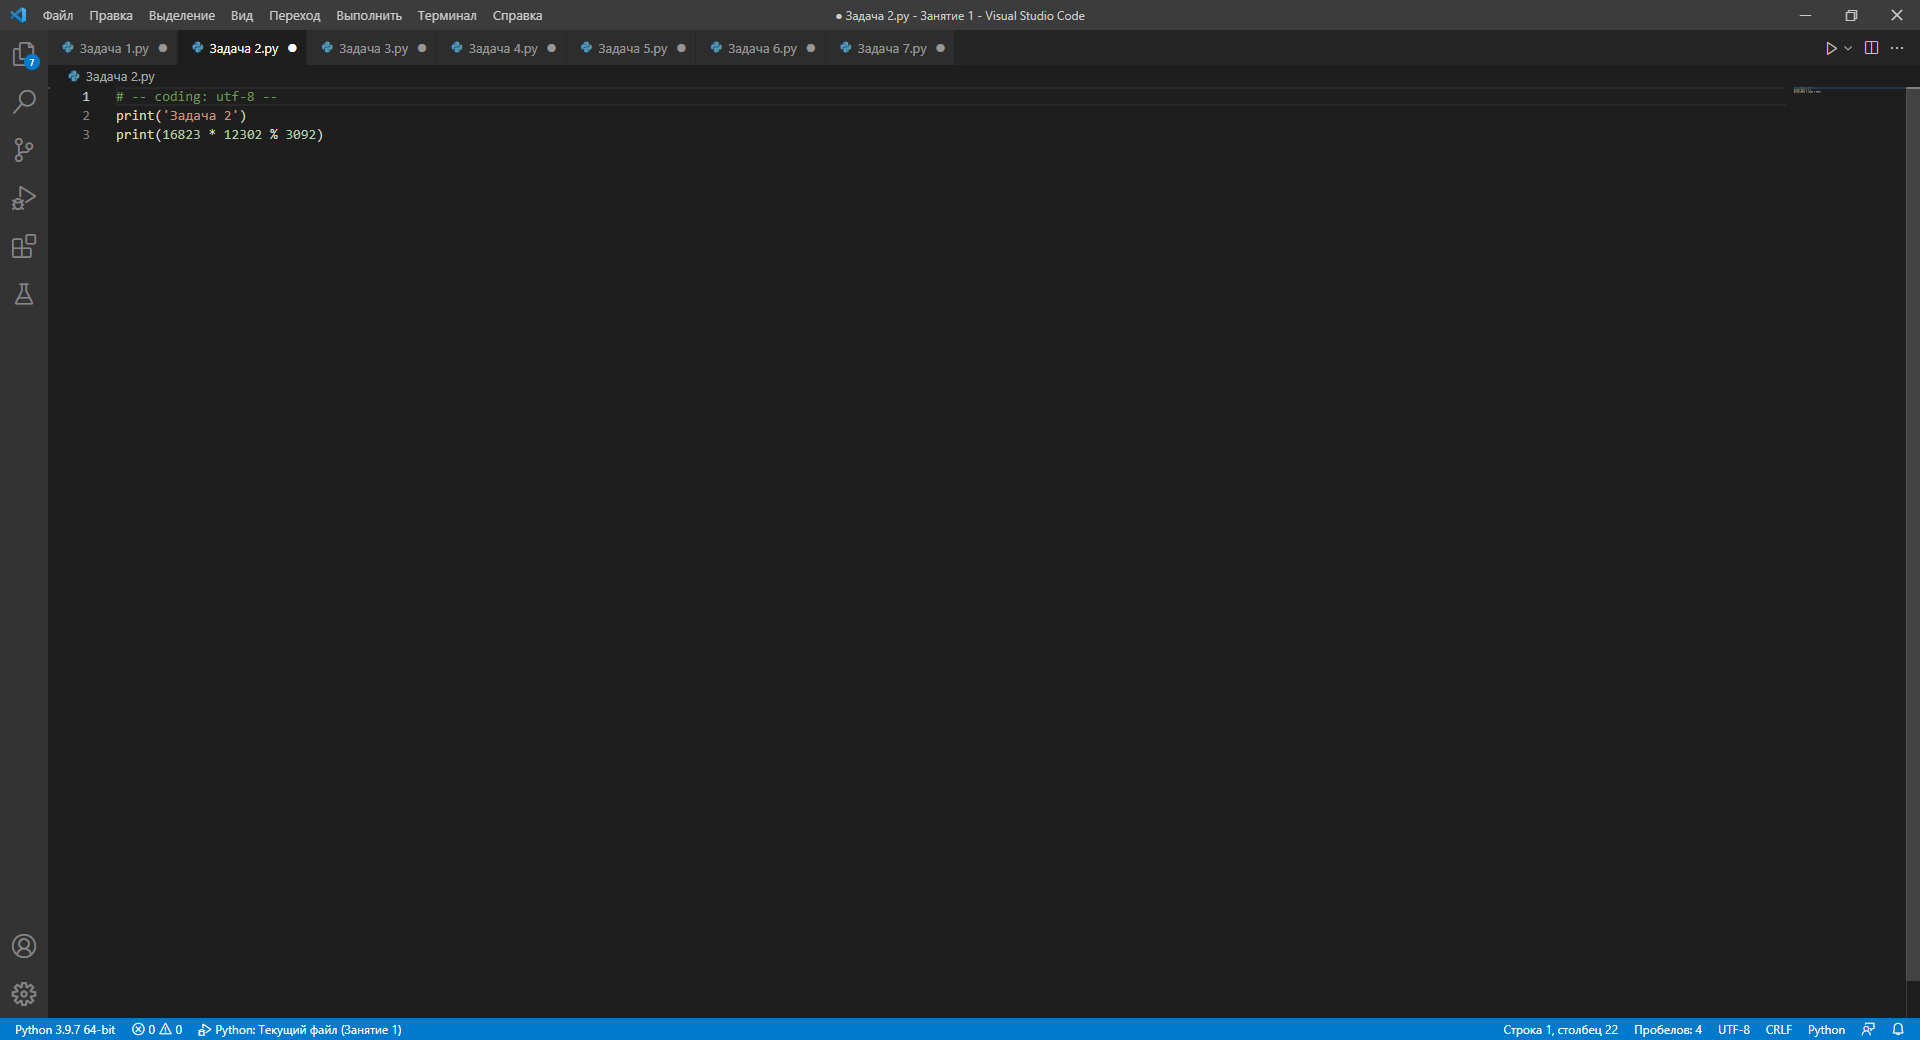 Файл Правка Выделение Вид Переход Выполнить Терминал Справка
● Задача 2.py - Занятие 1 - Visual Studio Code
Задача 1.py
Задача 2.py
Задача 3.py
Задача 4.py
Задача 5.py
Задача 6.py
Задача 7.py
7
Задача 2.py
1 # -- coding: utf-8 --
2 print('Задача 2')
3 print(16823 * 12302 % 3092)
Python 3.9.7 64-bit 0 0 Python: Текущий файл (Занятие 1) Строка 1, столбец 22 Пробелов: 4 UTF-8 CRLF Python